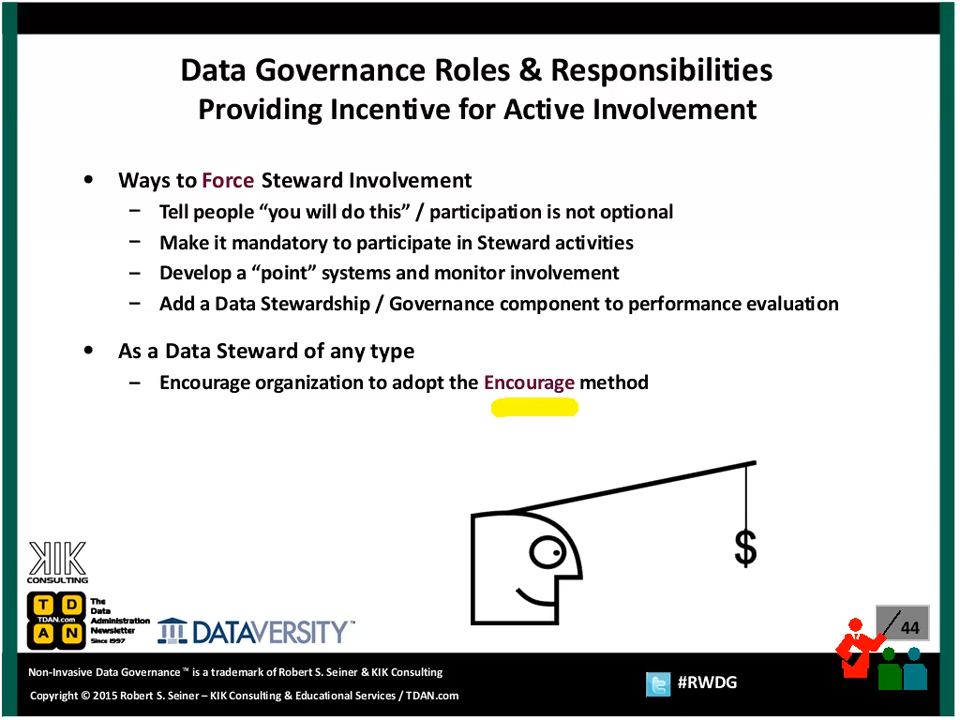 Data Governance Roles & Responsibilities
Providing Incentive for Active Involvement
• Ways to Force Steward Involvement
– Tell people “you will do this” / participation is not optional
– Make it mandatory to participate in Steward activities
– Develop a “point” systems and monitor involvement
– Add a Data Stewardship / Governance component to performance evaluation
• As a Data Steward of any type
– Encourage organization to adopt the Encourage method
$
KIK
CONSULTING
T D
TDAN.com
A N
The
Data
Administration
Newsletter
Since 1997
DATAVERSITY™
44
Non-Invasive Data Governance™ is a trademark of Robert S. Seiner & KIK Consulting
Copyright © 2015 Robert S. Seiner – KIK Consulting & Educational Services / TDAN.com
#RWDG